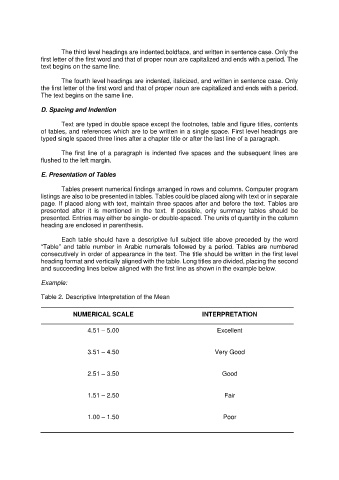 The third level headings are indented,boldface, and written in sentence case. Only the
first letter of the first word and that of proper noun are capitalized and ends with a period. The
text begins on the same line.
The fourth level headings are indented, italicized, and written in sentence case. Only
the first letter of the first word and that of proper noun are capitalized and ends with a period.
The text begins on the same line.
D. Spacing and Indention
Text are typed in double space except the footnotes, table and figure titles, contents
of tables, and references which are to be written in a single space. First level headings are
typed single spaced three lines after a chapter title or after the last line of a paragraph.
The first line of a paragraph is indented five spaces and the subsequent lines are
flushed to the left margin.
E. Presentation of Tables
Tables present numerical findings arranged in rows and columns. Computer program
listings are also to be presented in tables. Tables could be placed along with text or in separate
page. If placed along with text, maintain three spaces after and before the text. Tables are
presented after it is mentioned in the text. If possible, only summary tables should be
presented. Entries may either be single- or double-spaced. The units of quantity in the column
heading are enclosed in parenthesis.
Each table should have a descriptive full subject title above preceded by the word
“Table” and table number in Arabic numerals followed by a period. Tables are numbered
consecutively in order of appearance in the text. The title should be written in the first level
heading format and vertically aligned with the table. Long titles are divided, placing the second
and succeeding lines below aligned with the first line as shown in the example below.
Example:
Table 2. Descriptive Interpretation of the Mean
NUMERICAL SCALE INTERPRETATION
4.51 – 5.00 Excellent
3.51 – 4.50 Very Good
2.51 – 3.50 Good
1.51 – 2.50 Fair
1.00 – 1.50 Poor